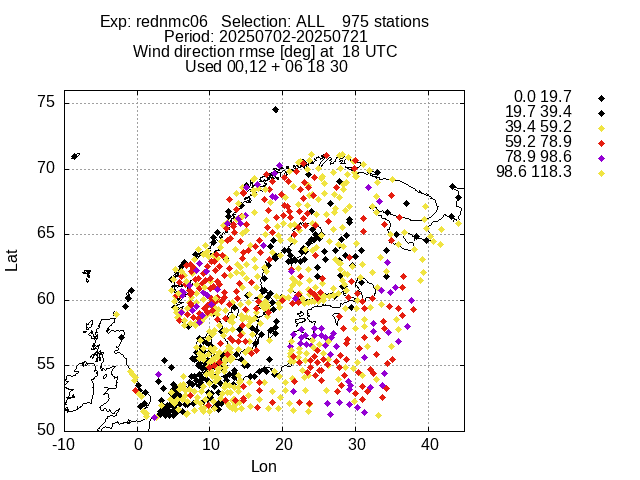 Exp: rednmc06 Selection: ALL 975 stations
Period: 20250702-20250721
Wind direction rmse [deg] at 18 UTC
Used 00,12 + 06 18 30
0.0 19.7
19.7 39.4
39.4 59.2
59.2 78.9
78.9 98.6
98.6 118.3
75
70
65
60
55
50
Lat
-10 0 10 20 30 40
Lon